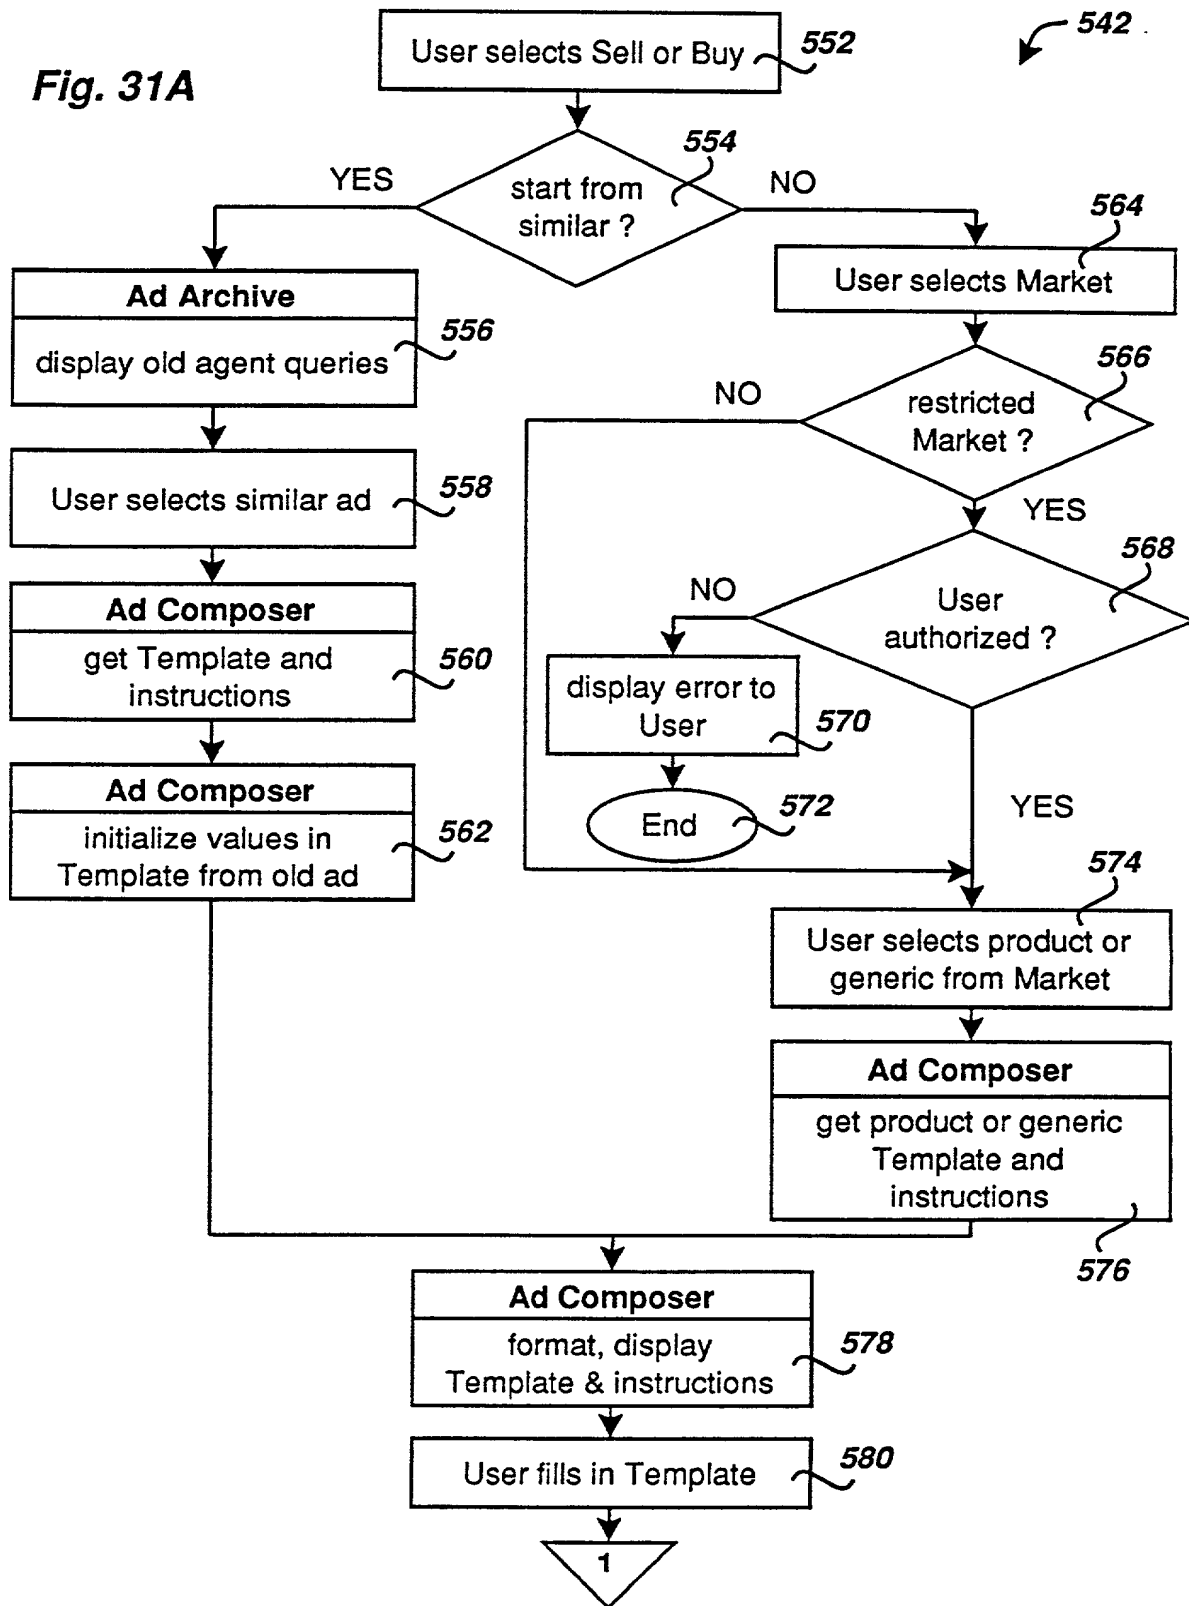 Fig. 31A
User selects Sell or Buy
552
542
start from
similar ?
554
YES
NO
Ad Archive
display old agent queries
556
User selects Market
564
restricted
Market ?
566
NO
YES
User selects similar ad
558
User
authorized ?
568
NO
YES
Ad Composer
get Template and
instructions
560
display error to
User
570
End
572
Ad Composer
initialize values in
Template from old ad
562
User selects product or
generic from Market
574
Ad Composer
get product or generic
Template and
instructions
576
Ad Composer
format, display
Template & instructions
578
User fills in Template
580
1